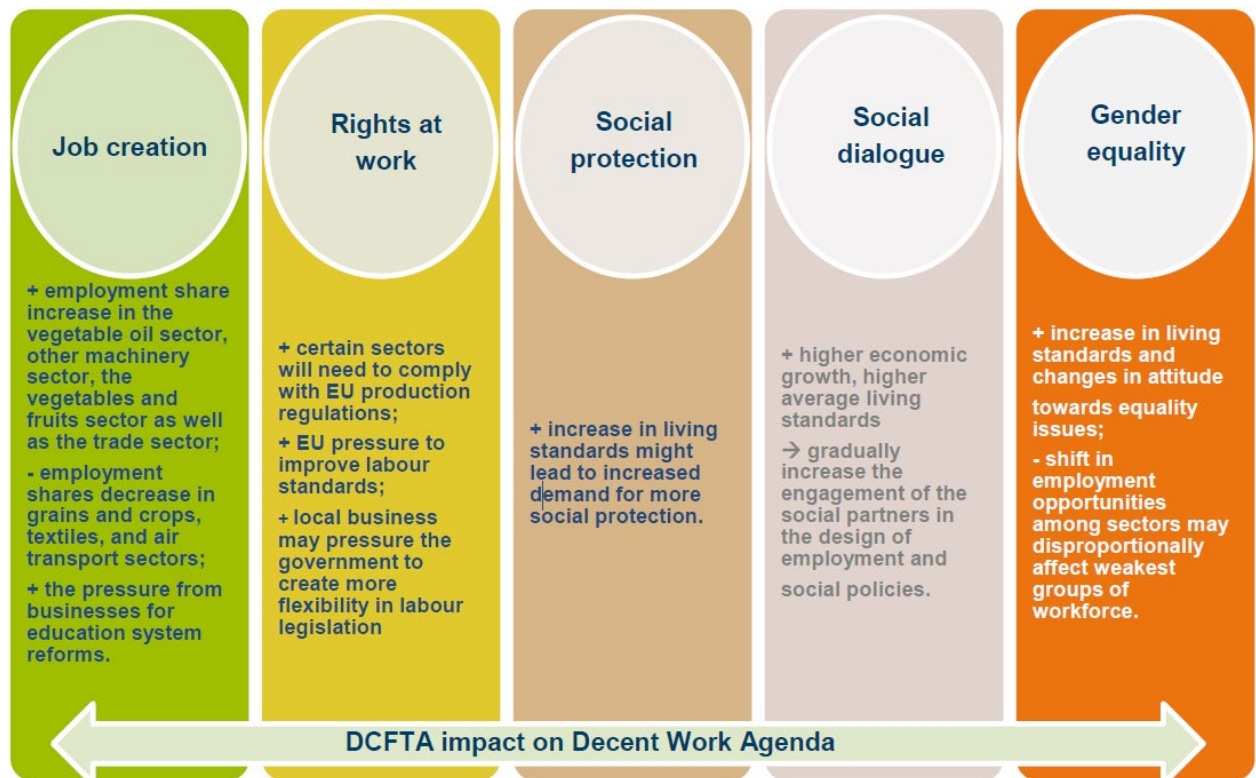 Job creation
+ employment share
increase in the
vegetable oil sector,
other machinery
sector, the
vegetables and
fruits sector as well
as the trade sector;
- employment
shares decrease in
grains and crops,
textiles, and air
transport sectors;
+ the pressure from
businesses for
education system
reforms.
Rights at
work
+ certain sectors
will need to comply
with EU production
regulations;
+ EU pressure to
improve labour
standards;
+ local business
may pressure the
government to
create more
flexibility in labour
legislation
Social
protection
+ increase in living
standards might
lead to increased
demand for more
social protection.
Social
dialogue
+ higher economic
growth, higher
average living
standards
→ gradually
increase the
engagement of the
social partners in
the design of
employment and
social policies.
Gender
equality
+ increase in living
standards and
changes in attitude
towards equality
issues;
- shift in
employment
opportunities
among sectors may
disproportionally
affect weakest
groups of
workforce.
DCFTA impact on Decent Work Agenda